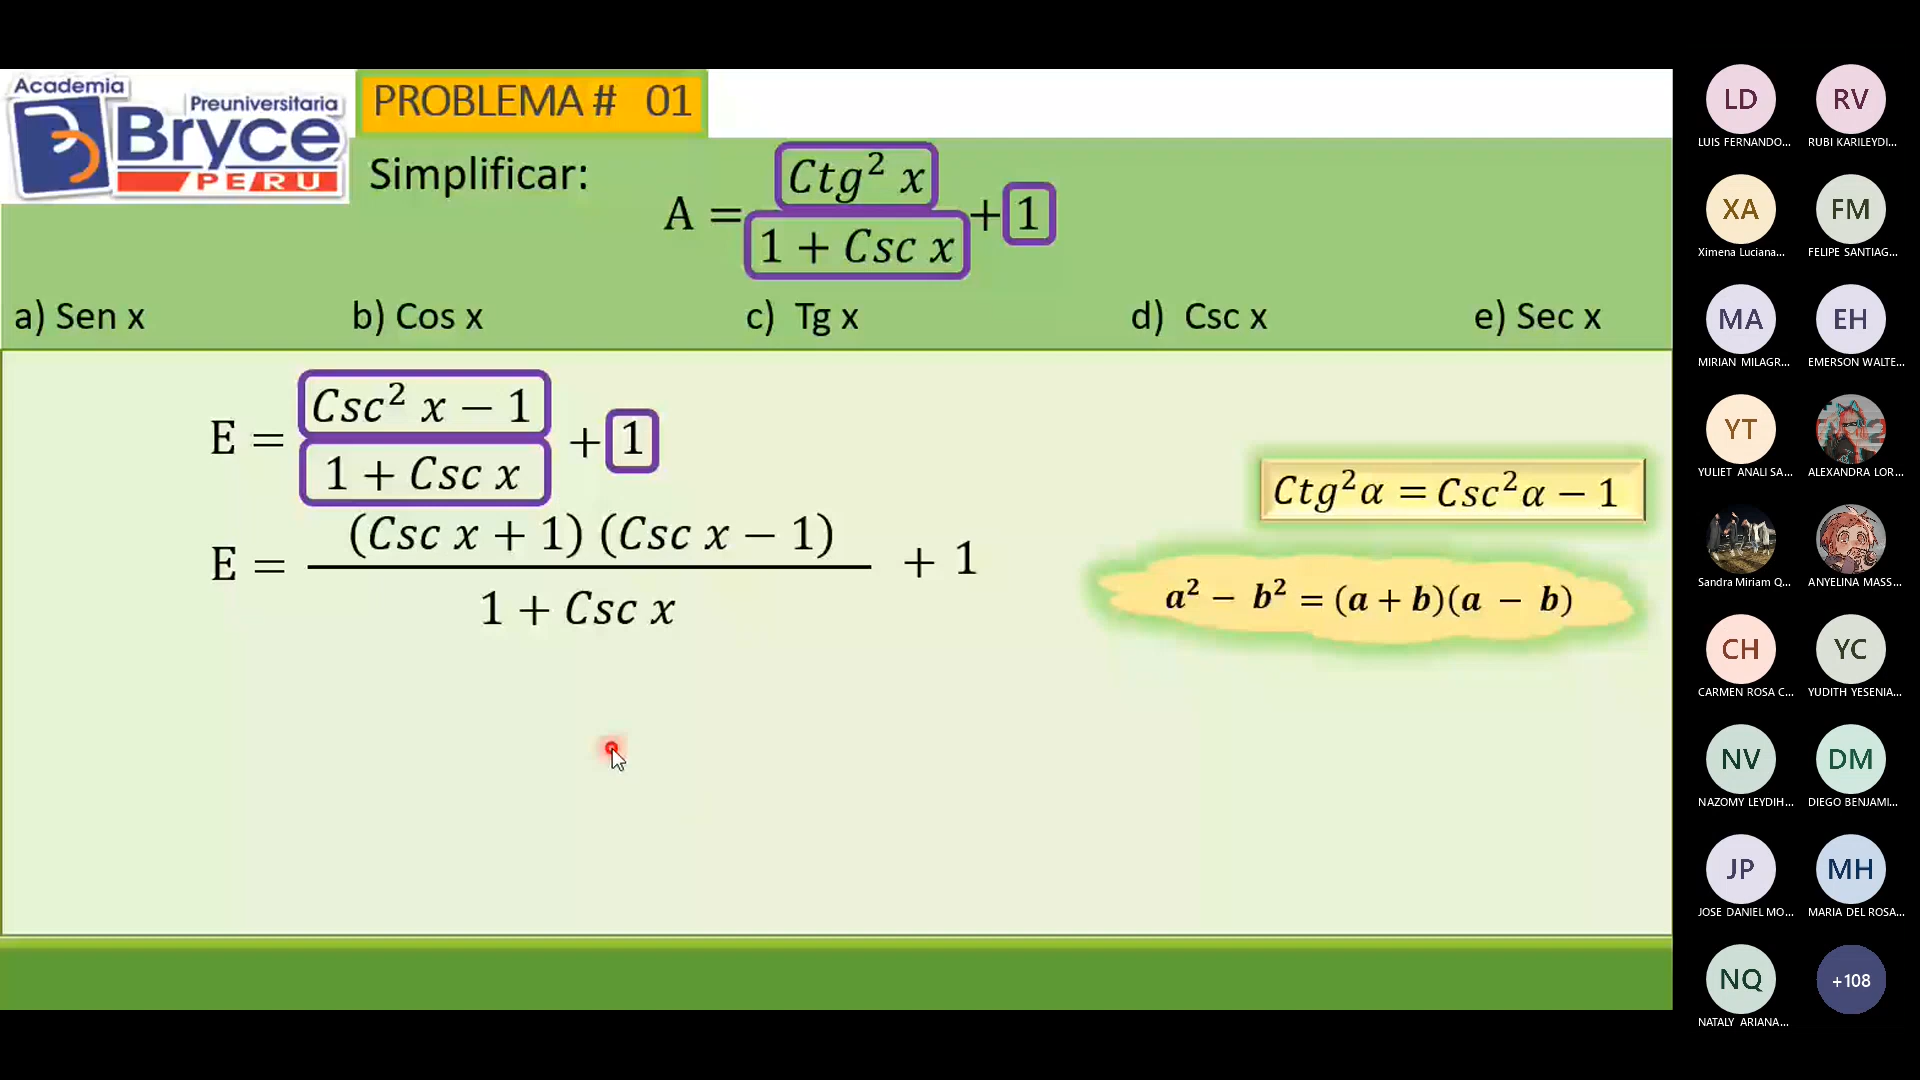 Academia
Preuniversitaria
Bryce
PERU
PROBLEMA # 01
Simplificar:
A = Ctg² x / 1 + Csc x + 1
a) Sen x b) Cos x c) Tg x d) Csc x e) Sec x
E = Csc² x − 1 / 1 + Csc x + 1
E = (Csc x + 1) (Csc x − 1) / 1 + Csc x + 1
Ctg²α = Csc²α − 1
a² − b² = (a + b)(a − b)
LD RV
LUIS FERNANDO... RUBI KARILEYDI...
XA FM
Ximena Luciana... FELIPE SANTIAG...
MA EH
MIRIAN MILAGR... EMERSON WALTE...
YT
YULIET ANALI SA... ALEXANDRA LOR...
Sandra Miriam Q... ANYELINA MASS...
CH YC
CARMEN ROSA C... YUDITH YESENIA...
NV DM
NAZOMY LEYDIH... DIEGO BENJAMI...
JP MH
JOSE DANIEL MO... MARIA DEL ROSA...
NQ +108
NATALY ARIANA...